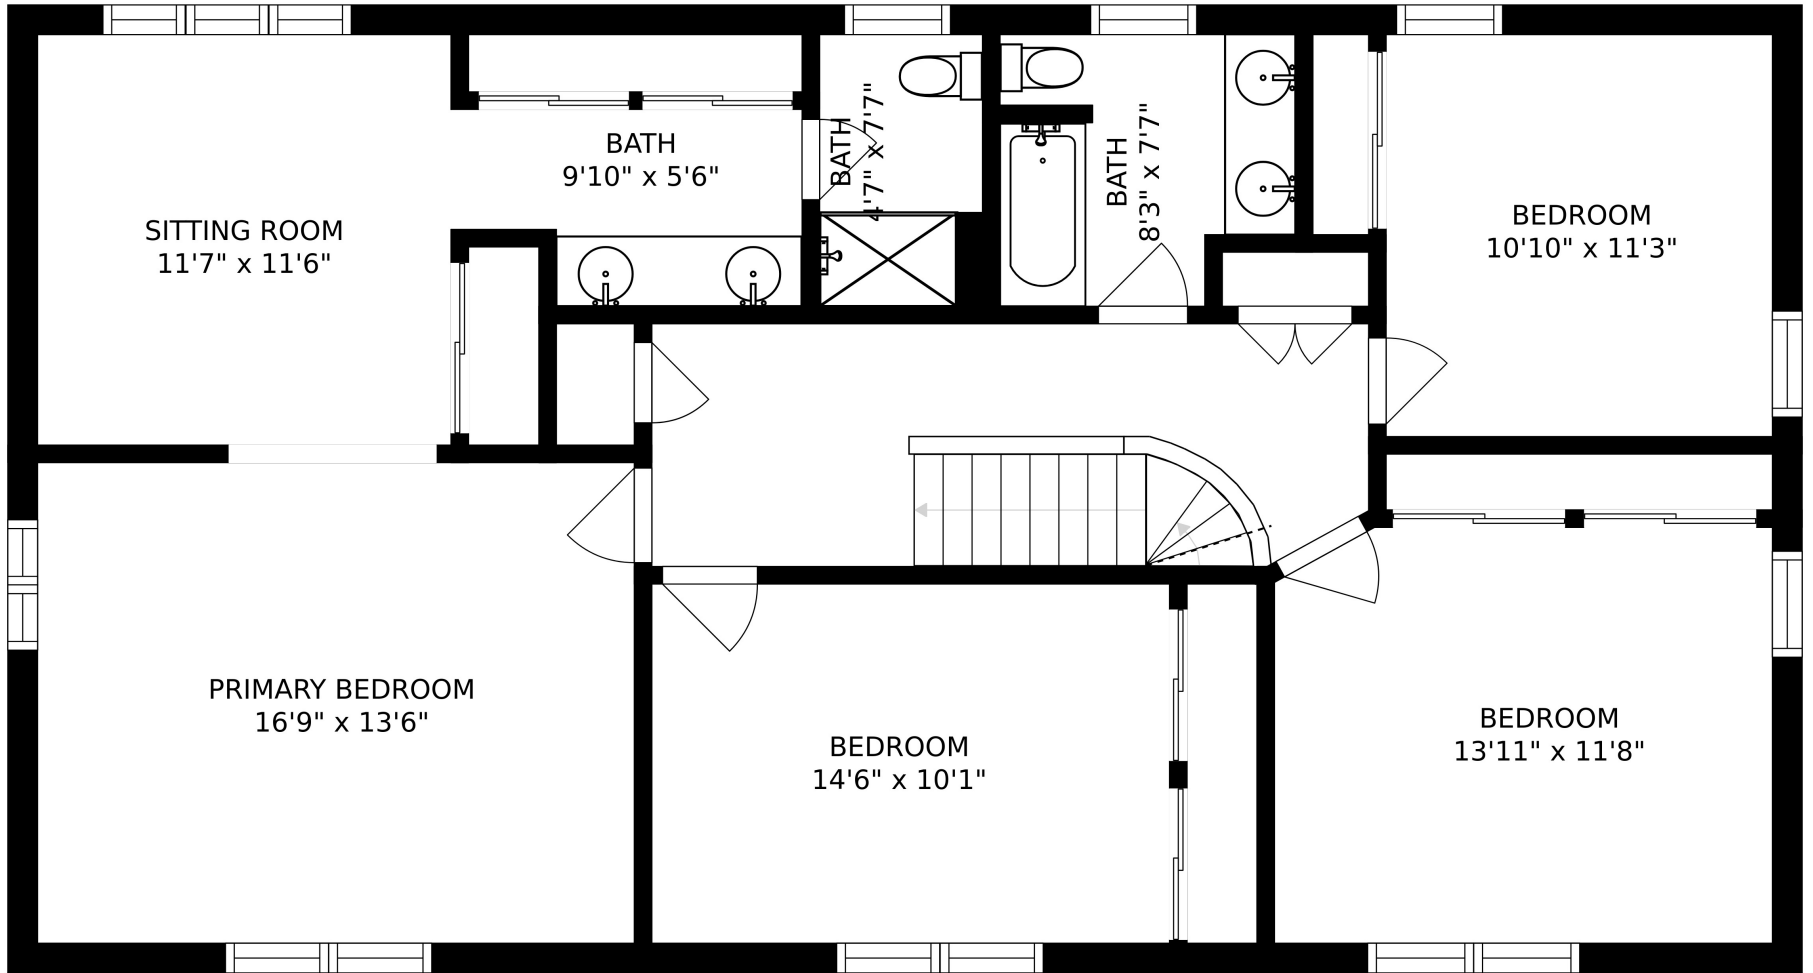 BATH
9'10" x 5'6"
BATH
4'7" x 7'7"
BATH
8'3" x 7'7"
SITTING ROOM
11'7" x 11'6"
BEDROOM
10'10" x 11'3"
PRIMARY BEDROOM
16'9" x 13'6"
BEDROOM
14'6" x 10'1"
BEDROOM
13'11" x 11'8"